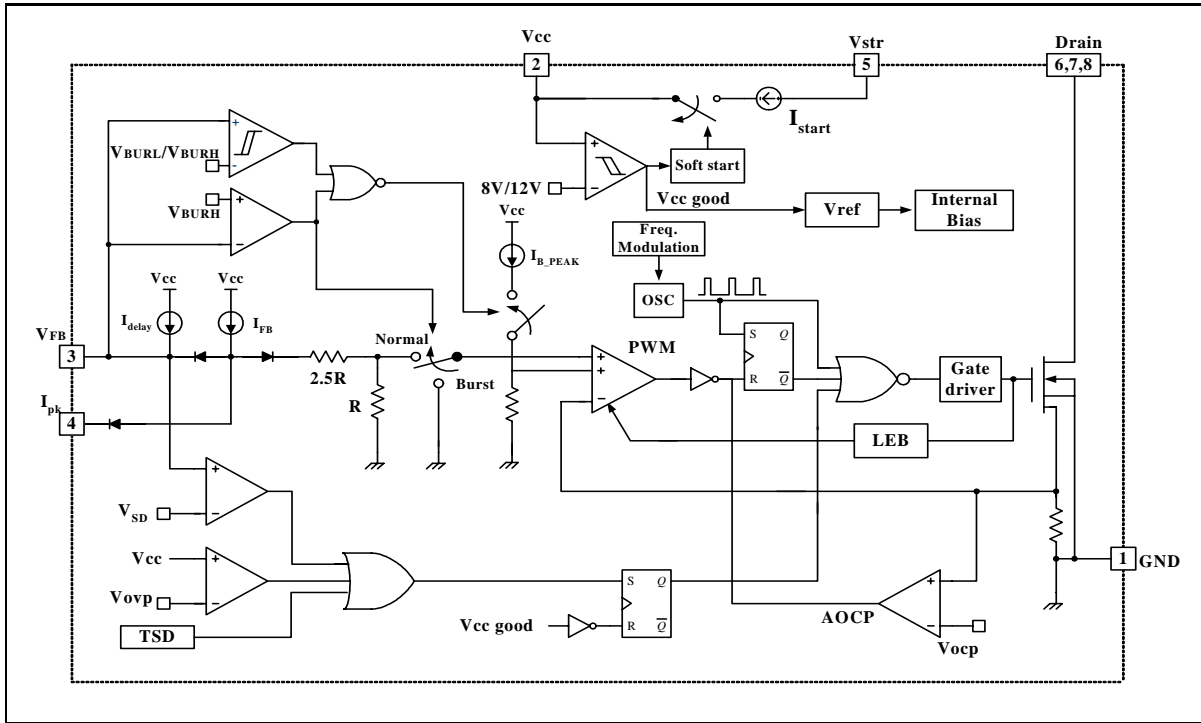 Vcc
Vstr
Drain
2
5
6,7,8
Istart
+
VBURL/VBURH
-
8V/12V
+
−
Soft start
Vcc good
Vref
Internal
Bias
VBURH
+
−
Vcc
IB_PEAK
Freq.
Modulation
OSC
Vcc
Vcc
Idelay
IFB
VFB
3
Normal
Burst
2.5R
R
Ipk
4
PWM
+
+
−
S
Q
R
Q
Gate
driver
LEB
+
VSD
−
Vcc
+
Vovp
−
TSD
S
Q
R
Q
Vcc good
AOCP
+
−
Vocp
1
GND